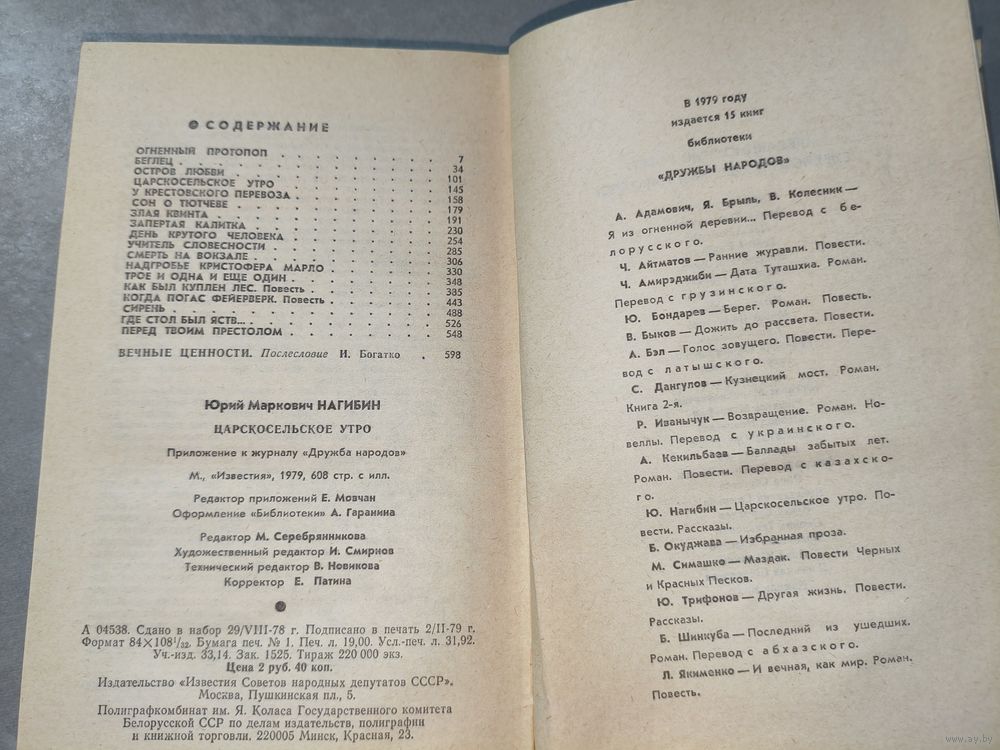 СОДЕРЖАНИЕ
ОГНЕННЫЙ ПРОТОПОП . . . . . . . . . 7
БЕГЛЕЦ . . . . . . . . . . . . . 34
ОСТРОВ ЛЮБВИ . . . . . . . . . . . 101
ЦАРСКОСЕЛЬСКОЕ УТРО . . . . . . . . 145
У КРЕСТОВСКОГО ПЕРЕВОЗА . . . . . . . 158
СОН О ТЮТЧЕВЕ . . . . . . . . . . 179
ЗЛАЯ КВИНТА . . . . . . . . . . . 191
ЗАПЕРТАЯ КАЛИТКА . . . . . . . . . 230
ДЕНЬ КРУТОГО ЧЕЛОВЕКА . . . . . . . 254
УЧИТЕЛЬ СЛОВЕСНОСТИ . . . . . . . . 285
СМЕРТЬ НА ВОКЗАЛЕ . . . . . . . . . 306
НАДГРОБЬЕ КРИСТОФЕРА МАРЛО . . . . . 330
ТРОЕ И ОДНА И ЕЩЕ ОДИН . . . . . . . 348
КАК БЫЛ КУПЛЕН ЛЕС. Повесть . . . . . . 385
КОГДА ПОГАС ФЕЙЕРВЕРК. Повесть . . . . . 443
СИРЕНЬ . . . . . . . . . . . . . 488
ГДЕ СТОЛ БЫЛ ЯСТВ... . . . . . . . . 526
ПЕРЕД ТВОИМ ПРЕСТОЛОМ . . . . . . . 548
ВЕЧНЫЕ ЦЕННОСТИ. Послесловие И. Богатко . 598
Юрий Маркович НАГИБИН
ЦАРСКОСЕЛЬСКОЕ УТРО
Приложение к журналу «Дружба народов»
М., «Известия», 1979, 608 стр. с илл.
Редактор приложений Е. Мовчан
Оформление «Библиотеки» А. Гаранина
Редактор М. Серебрянникова
Художественный редактор И. Смирнов
Технический редактор В. Новикова
Корректор Е. Патина
А 04538. Сдано в набор 29/VIII-78 г. Подписано в печать 2/II-79 г.
Формат 84×108 1/32. Бумага печ. № 1. Печ. л. 19,00. Усл.-печ. л. 31,92.
Уч.-изд. 33,14. Зак. 1525. Тираж 220 000 экз.
Цена 2 руб. 40 коп.
Издательство «Известия Советов народных депутатов СССР».
Москва, Пушкинская пл., 5.
Полиграфкомбинат им. Я. Коласа Государственного комитета
Белорусской ССР по делам издательств, полиграфии
и книжной торговли. 220005 Минск, Красная, 23.
В 1979 году
издается 15 книг
библиотеки
«ДРУЖБЫ НАРОДОВ»
А. Адамович, Я. Брыль, В. Колесник —
Я из огненной деревни... Перевод с бе-
лорусского.
Ч. Айтматов — Ранние журавли. Повести.
Ч. Амирэджиби — Дата Туташхиа. Роман.
Перевод с грузинского.
Ю. Бондарев — Берег. Роман. Повесть.
В. Быков — Дожить до рассвета. Повести.
А. Бэл — Голос зовущего. Повести. Пере-
вод с латышского.
С. Дангулов — Кузнецкий мост. Роман.
Книга 2-я.
Р. Иванычук — Возвращение. Роман. Но-
веллы. Перевод с украинского.
А. Кекильбаев — Баллады забытых лет.
Роман. Повести. Перевод с казахско-
го.
Ю. Нагибин — Царскосельское утро. По-
вести. Рассказы.
Б. Окуджава — Избранная проза.
М. Симашко — Маздак. Повести Черных
и Красных Песков.
Ю. Трифонов — Другая жизнь. Повести.
Рассказы.
Б. Шинкуба — Последний из ушедших.
Роман. Перевод с абхазского.
Л. Якименко — И вечная, как мир. Роман.
Повесть.
www.ay.by